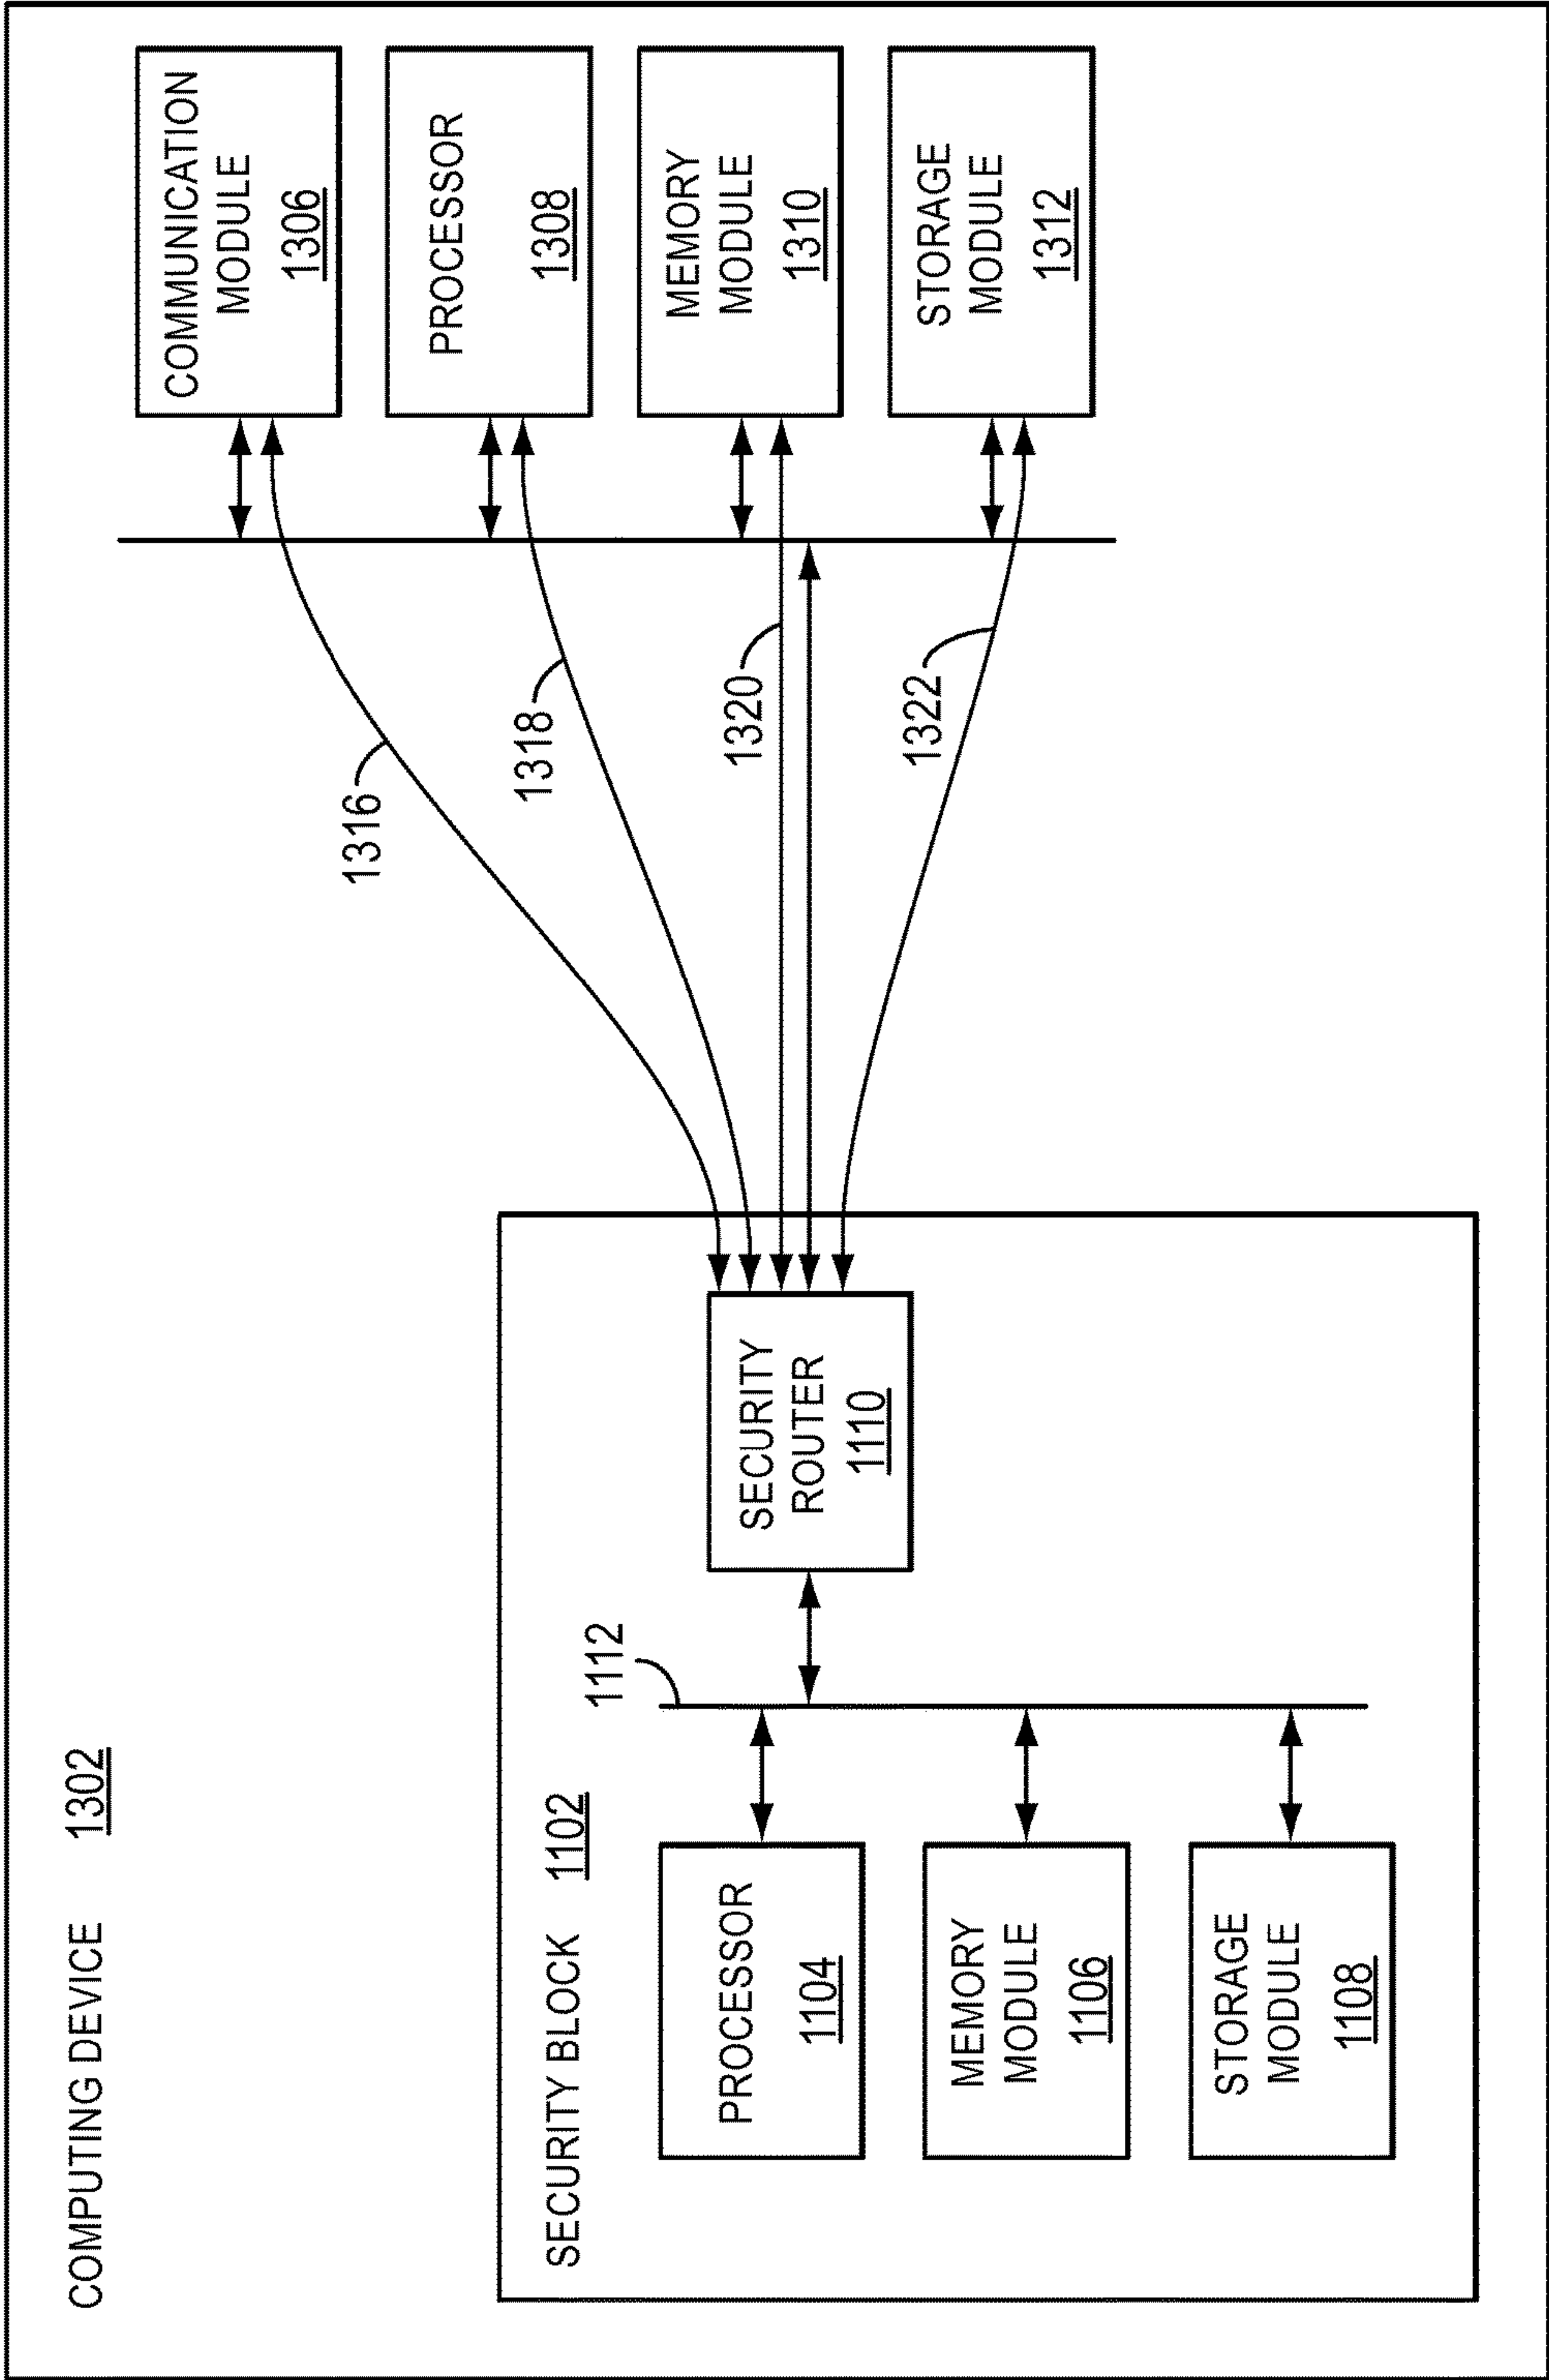 COMPUTING DEVICE 1302
SECURITY BLOCK 1102
PROCESSOR
1104
MEMORY
MODULE
1106
STORAGE
MODULE
1108
1112
SECURITY
ROUTER
1110
1316
1318
1320
1322
COMMUNICATION
MODULE
1306
PROCESSOR
1308
MEMORY
MODULE
1310
STORAGE
MODULE
1312